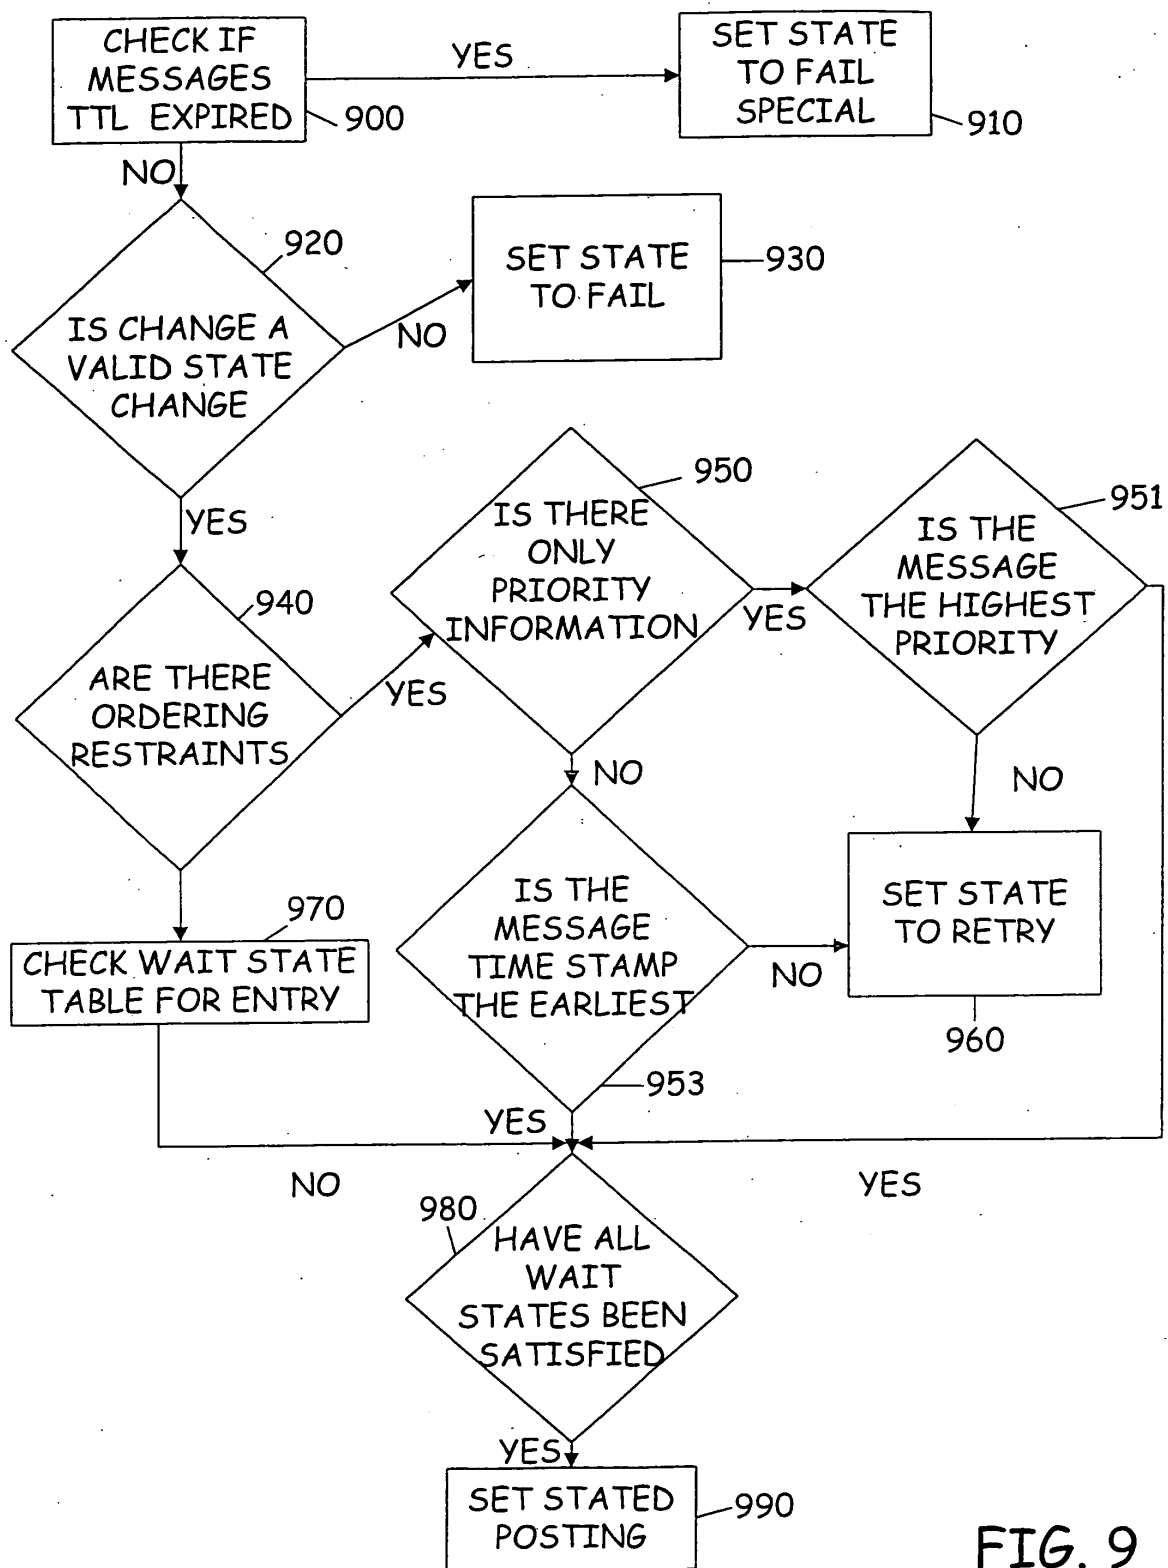 CHECK IF
MESSAGES
TTL EXPIRED
900
YES
SET STATE
TO FAIL
SPECIAL
910
NO
920
IS CHANGE A
VALID STATE
CHANGE
NO
SET STATE
TO FAIL
930
YES
940
ARE THERE
ORDERING
RESTRAINTS
YES
950
IS THERE
ONLY
PRIORITY
INFORMATION
YES
951
IS THE
MESSAGE
THE HIGHEST
PRIORITY
NO
NO
IS THE
MESSAGE
TIME STAMP
THE EARLIEST
953
NO
SET STATE
TO RETRY
960
970
CHECK WAIT STATE
TABLE FOR ENTRY
YES
NO
YES
980
HAVE ALL
WAIT
STATES BEEN
SATISFIED
YES
SET STATED
POSTING
990
FIG. 9